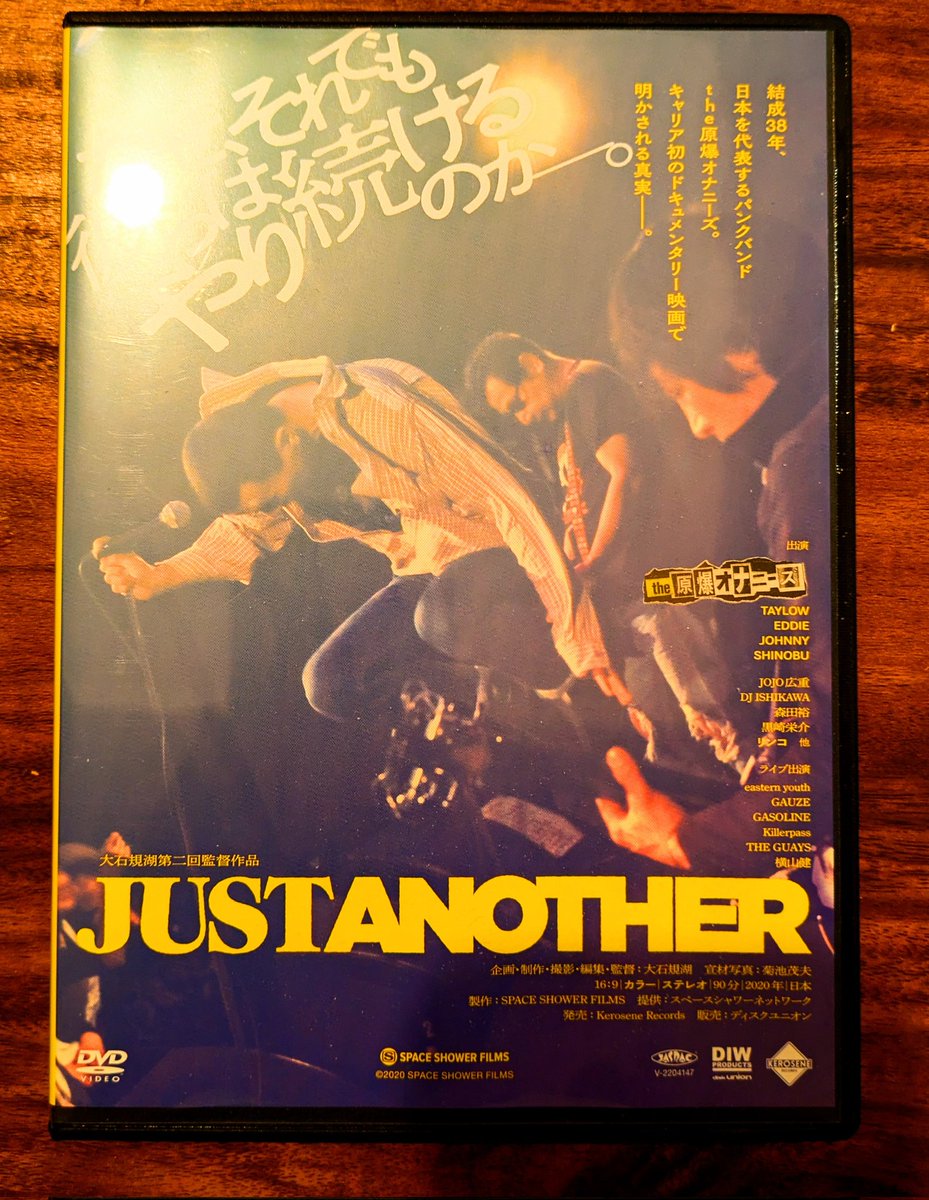 それでも
は
やり続ける
のか―。
結成38年、
日本を代表するパンクバンド
the原爆オナニーズ。
キャリア初のドキュメンタリー映画で
明かされる真実――。
出演
the 原爆オナニーズ
TAYLOW
EDDIE
JOHNNY
SHINOBU
JOJO広重
DJ ISHIKAWA
森田裕
黒崎栄介
リンコ 他
ライブ出演
eastern youth
GAUZE
GASOLINE
Killerpass
THE GUAYS
横山健
大石規湖第二回監督作品
JUST ANOTHER
企画・制作・撮影・編集・監督:大石規湖 宣材写真:菊池茂夫
16:9|カラー|ステレオ|90分|2020年|日本
製作:SPACE SHOWER FILMS 提供:スペースシャワーネットワーク
発売:Kerosene Records 販売:ディスクユニオン
DVD
VIDEO
S SPACE SHOWER FILMS
©2020 SPACE SHOWER FILMS
JASRAC
V-2204147
DIW
PRODUCTS
disk union
KEROSENE
RECORDS